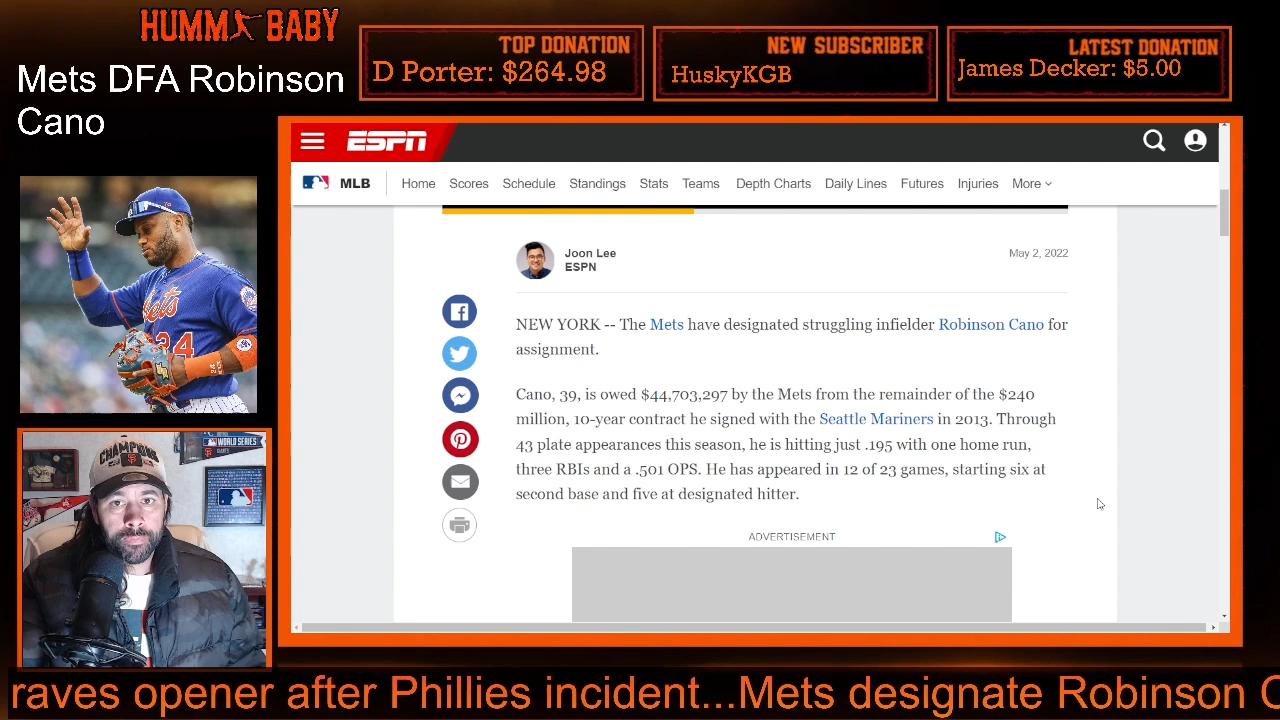 HUMM BABY
Mets DFA Robinson
Cano
TOP DONATION
D Porter: $264.98
NEW SUBSCRIBER
HuskyKGB
LATEST DONATION
James Decker: $5.00
ESPN
MLB
Home Scores Schedule Standings Stats Teams Depth Charts Daily Lines Futures Injuries More
Joon Lee
ESPN
May 2, 2022
NEW YORK -- The Mets have designated struggling infielder Robinson Cano for
assignment.
Cano, 39, is owed $44,703,297 by the Mets from the remainder of the $240
million, 10-year contract he signed with the Seattle Mariners in 2013. Through
43 plate appearances this season, he is hitting just .195 with one home run,
three RBIs and a .501 OPS. He has appeared in 12 of 23 games, starting six at
second base and five at designated hitter.
ADVERTISEMENT
Mets
24
CHAMPIONS
WORLD SERIES
raves opener after Phillies incident...Mets designate Robinson C